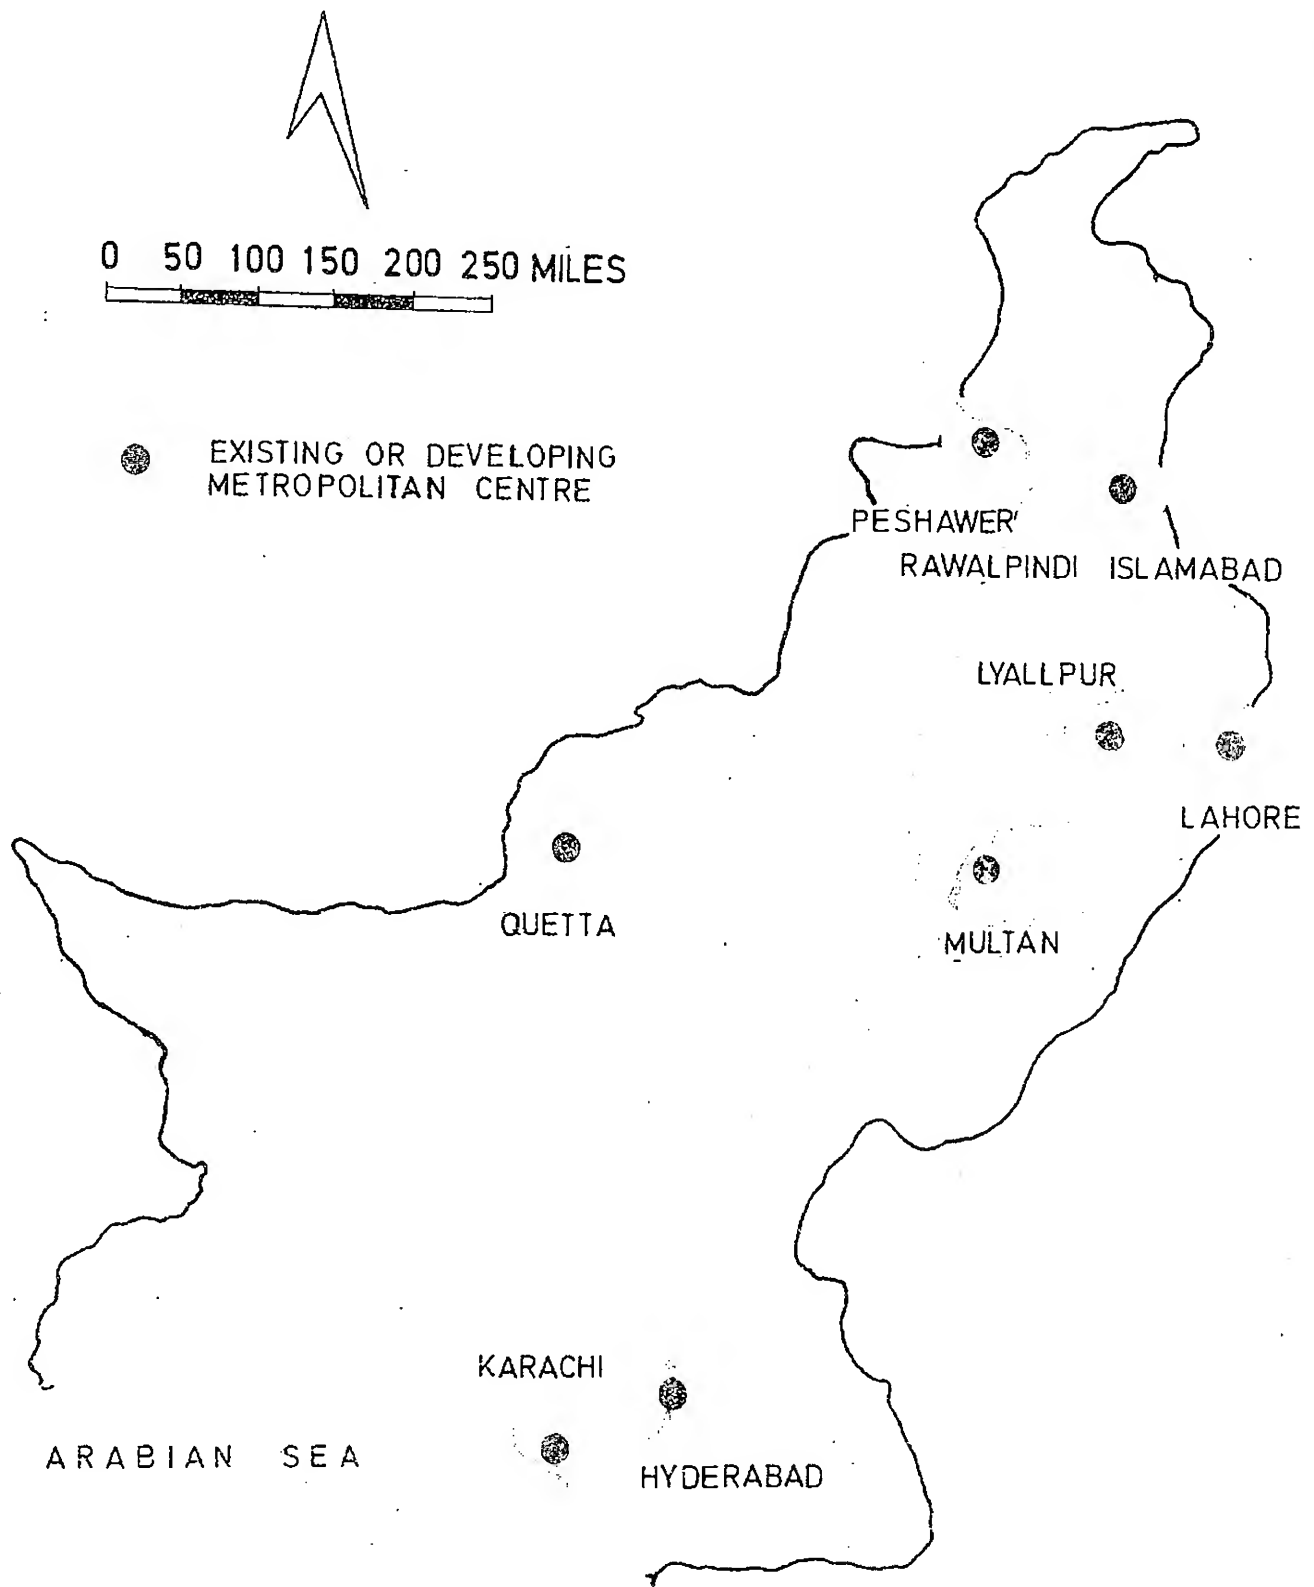 0 50 100 150 200 250 MILES
EXISTING OR DEVELOPING
METROPOLITAN CENTRE
PESHAWER'
RAWALPINDI ISLAMABAD
LYALLPUR
LAHORE
QUETTA
MULTAN
KARACHI
ARABIAN SEA
HYDERABAD